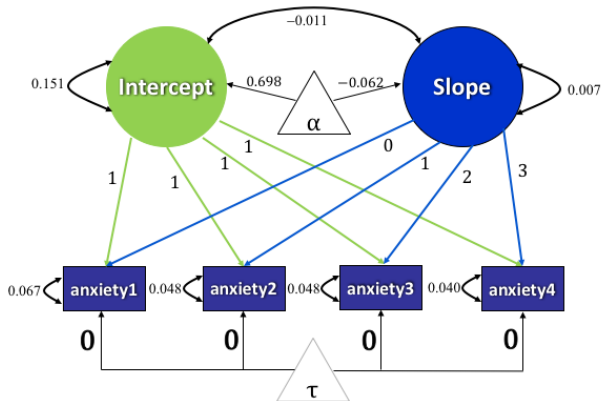 −0.011
0.151
Intercept
0.698
−0.062
Slope
0.007
α
1
1
1
1
0
1
2
3
0.067
anxiety1
0.048
anxiety2
0.048
anxiety3
0.040
anxiety4
0
0
0
0
τ